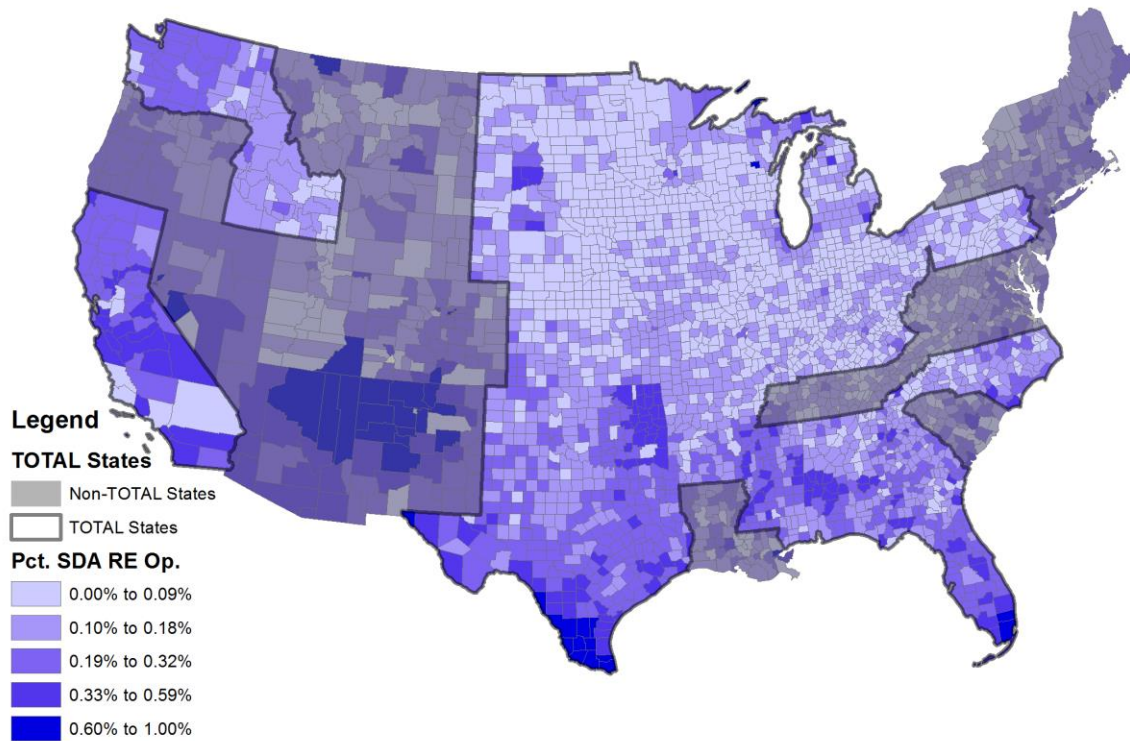 Legend
TOTAL States
Non-TOTAL States
TOTAL States
Pct. SDA RE Op.
0.00% to 0.09%
0.10% to 0.18%
0.19% to 0.32%
0.33% to 0.59%
0.60% to 1.00%